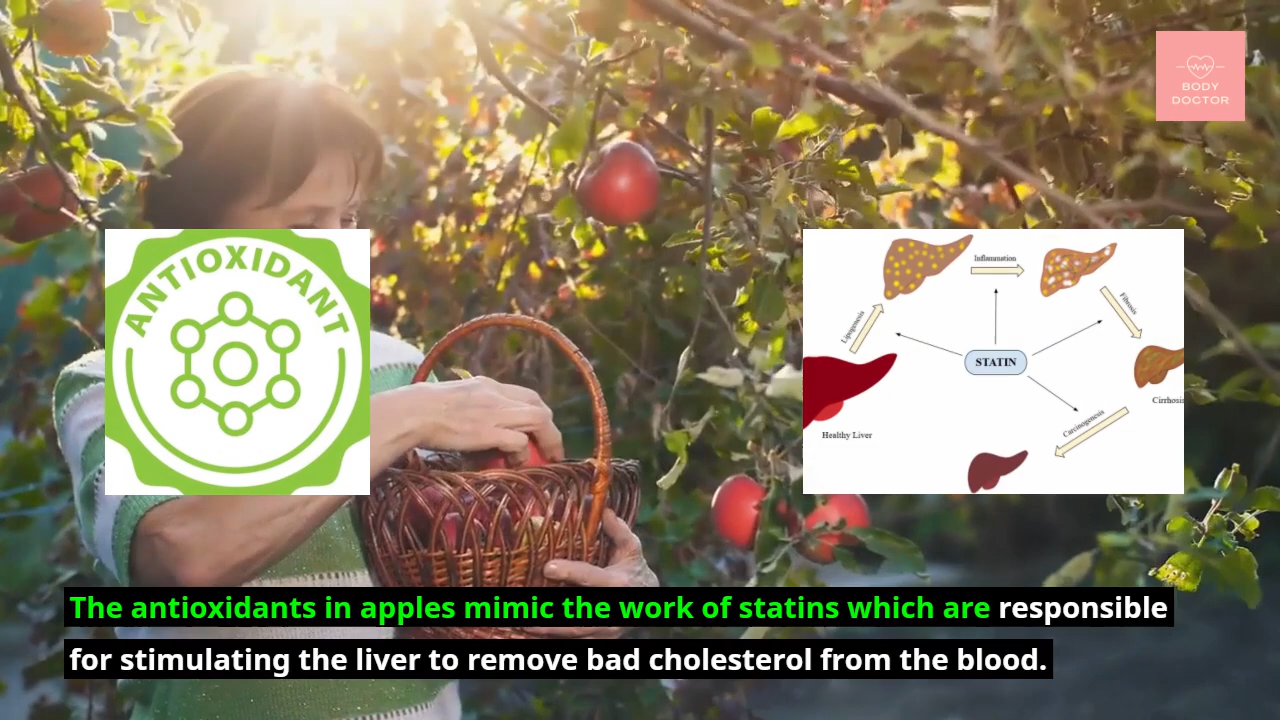 BODY
DOCTOR
ANTIOXIDANT
Inflammation
Lipogenesis
Fibrosis
STATIN
Cirrhosis
Carcinogenesis
Healthy Liver
The antioxidants in apples mimic the work of statins which are responsible
for stimulating the liver to remove bad cholesterol from the blood.